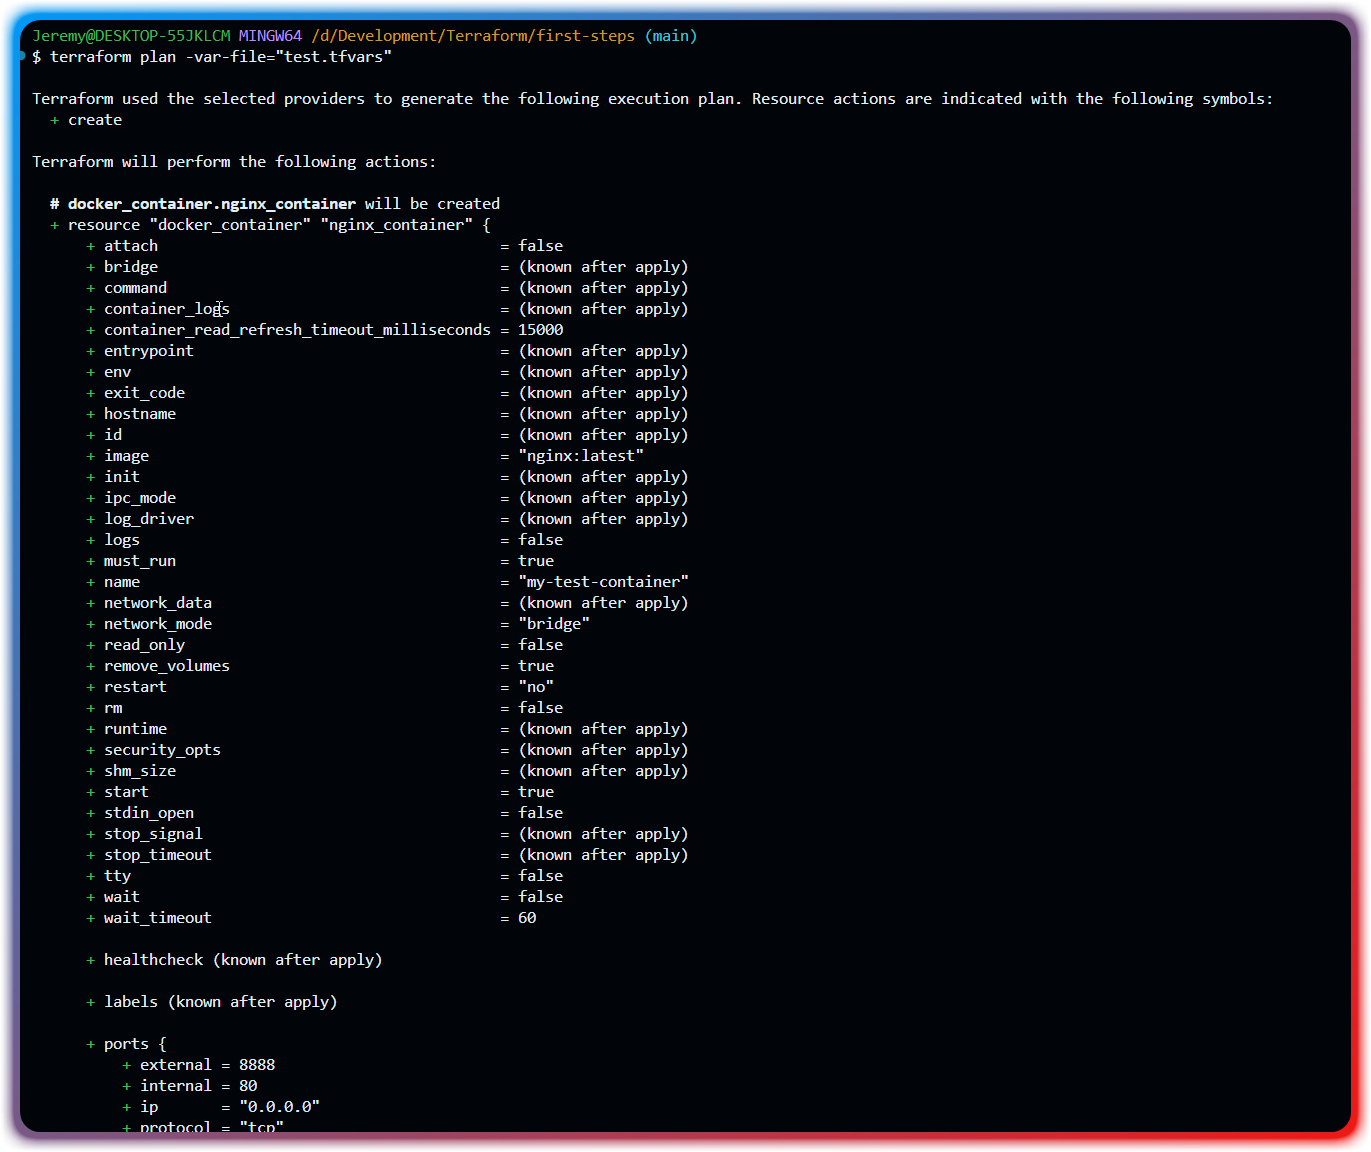 Jeremy@DESKTOP-55JKLCM MINGW64 /d/Development/Terraform/first-steps (main)
$ terraform plan -var-file="test.tfvars"
Terraform used the selected providers to generate the following execution plan. Resource actions are indicated with the following symbols:
+ create
Terraform will perform the following actions:
# docker_container.nginx_container will be created
+ resource "docker_container" "nginx_container" {
+ attach = false
+ bridge = (known after apply)
+ command = (known after apply)
+ container_logs = (known after apply)
+ container_read_refresh_timeout_milliseconds = 15000
+ entrypoint = (known after apply)
+ env = (known after apply)
+ exit_code = (known after apply)
+ hostname = (known after apply)
+ id = (known after apply)
+ image = "nginx:latest"
+ init = (known after apply)
+ ipc_mode = (known after apply)
+ log_driver = (known after apply)
+ logs = false
+ must_run = true
+ name = "my-test-container"
+ network_data = (known after apply)
+ network_mode = "bridge"
+ read_only = false
+ remove_volumes = true
+ restart = "no"
+ rm = false
+ runtime = (known after apply)
+ security_opts = (known after apply)
+ shm_size = (known after apply)
+ start = true
+ stdin_open = false
+ stop_signal = (known after apply)
+ stop_timeout = (known after apply)
+ tty = false
+ wait = false
+ wait_timeout = 60
+ healthcheck (known after apply)
+ labels (known after apply)
+ ports {
+ external = 8888
+ internal = 80
+ ip = "0.0.0.0"
+ protocol = "tcp"